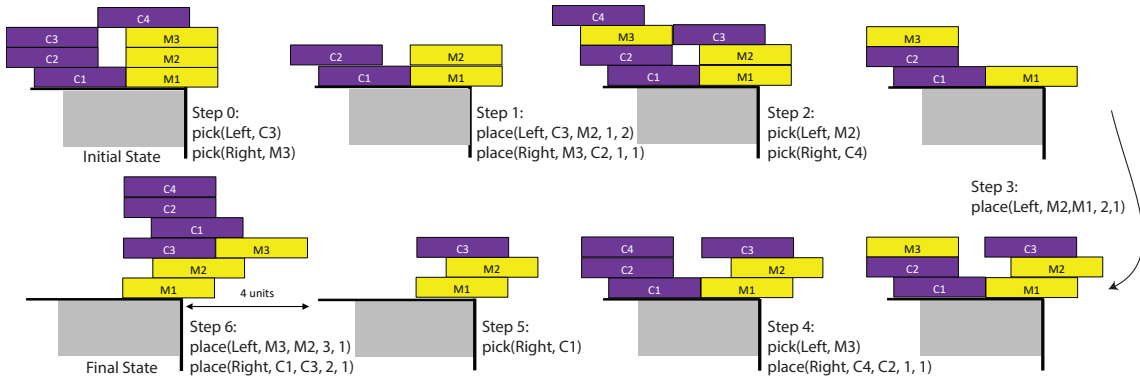 C4
C3
M3
C2
M2
C1
M1
Initial State
Step 0:
pick(Left, C3)
pick(Right, M3)
C2
M2
C1
M1
Step 1:
place(Left, C3, M2, 1, 2)
place(Right, M3, C2, 1, 1)
C4
M3
C3
C2
M2
C1
M1
Step 2:
pick(Left, M2)
pick(Right, C4)
M3
C2
C1
M1
Step 3:
place(Left, M2,M1, 2,1)
C4
C2
C1
C3
M3
M2
M1
4 units
Final State
Step 6:
place(Left, M3, M2, 3, 1)
place(Right, C1, C3, 2, 1)
C3
M2
M1
Step 5:
pick(Right, C1)
C4
C3
C2
M2
C1
M1
Step 4:
pick(Left, M3)
place(Right, C4, C2, 1, 1)
M3
C3
C2
M2
C1
M1